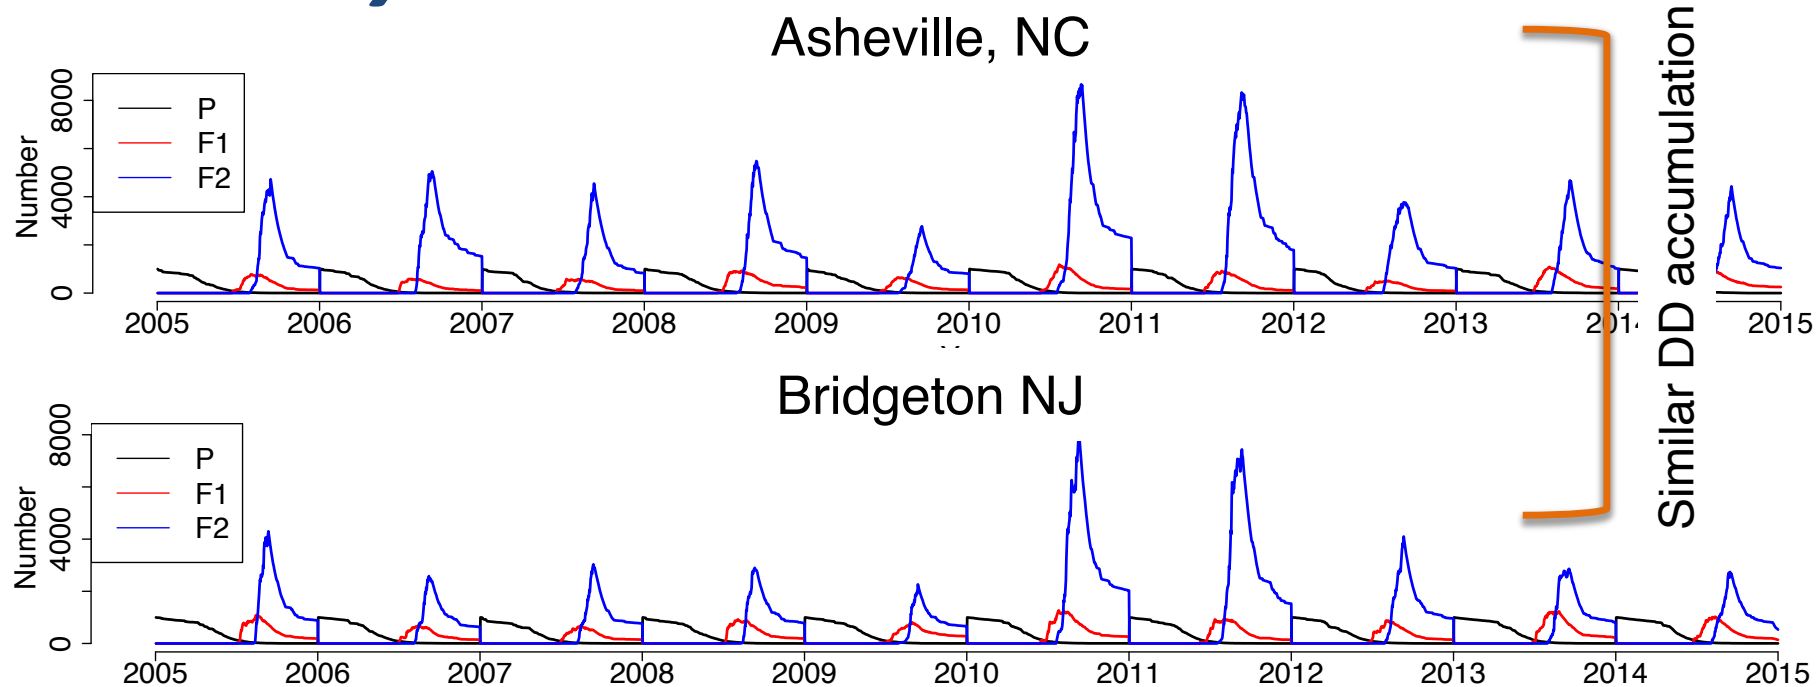 Asheville, NC
Number
0
4000
8000
P
F1
F2
2005 2006 2007 2008 2009 2010 2011 2012 2013 2015
Similar DD accumulation
Bridgeton NJ
Number
0
4000
8000
P
F1
F2
2005 2006 2007 2008 2009 2010 2011 2012 2013 2014 2015